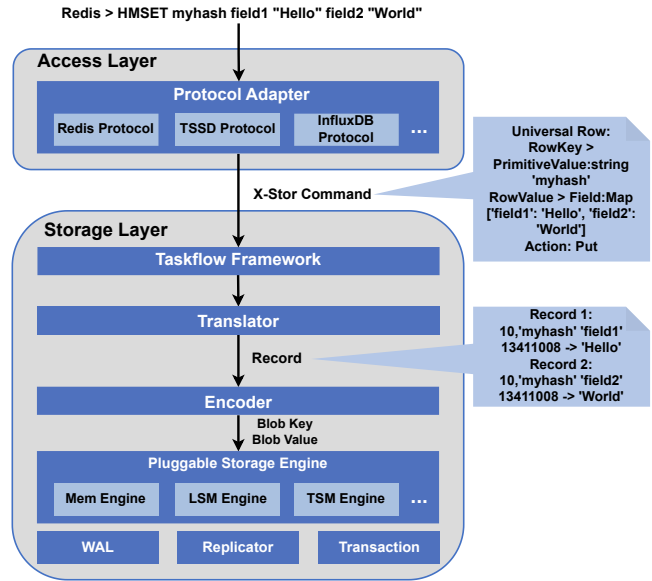 Redis > HMSET myhash field1 "Hello" field2 "World"
Access Layer
Protocol Adapter
Redis Protocol
TSSD Protocol
InfluxDB
Protocol
...
X-Stor Command
Universal Row:
RowKey >
PrimitiveValue:string
'myhash'
RowValue > Field:Map
['field1': 'Hello', 'field2':
'World']
Action: Put
Storage Layer
Taskflow Framework
Translator
Record
Record 1:
10,'myhash' 'field1'
13411008 -> 'Hello'
Record 2:
10,'myhash' 'field2'
13411008 -> 'World'
Encoder
Blob Key
Blob Value
Pluggable Storage Engine
Mem Engine
LSM Engine
TSM Engine
...
WAL
Replicator
Transaction